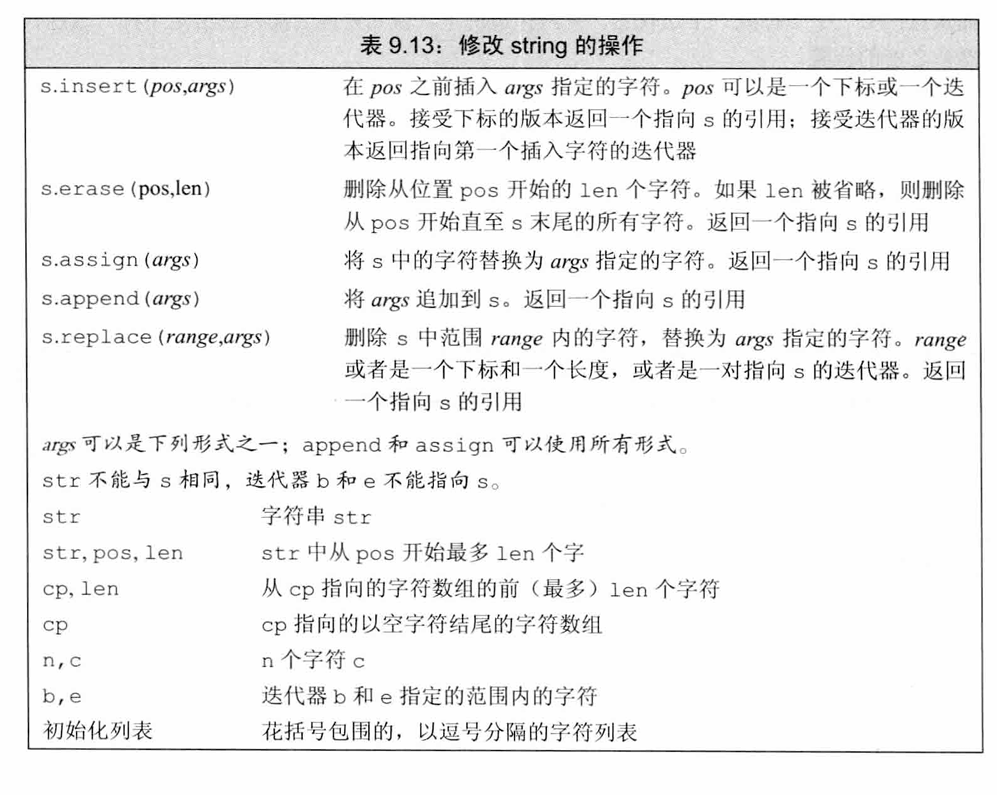 表 9.13：修改 string 的操作
s.insert(pos,args) 在 pos 之前插入 args 指定的字符。pos 可以是一个下标或一个迭
代器。接受下标的版本返回一个指向 s 的引用；接受迭代器的版
本返回指向第一个插入字符的迭代器
s.erase(pos,len) 删除从位置 pos 开始的 len 个字符。如果 len 被省略，则删除
从 pos 开始直至 s 末尾的所有字符。返回一个指向 s 的引用
s.assign(args) 将 s 中的字符替换为 args 指定的字符。返回一个指向 s 的引用
s.append(args) 将 args 追加到 s。返回一个指向 s 的引用
s.replace(range,args) 删除 s 中范围 range 内的字符，替换为 args 指定的字符。range
或者是一个下标和一个长度，或者是一对指向 s 的迭代器。返回
一个指向 s 的引用
args 可以是下列形式之一；append 和 assign 可以使用所有形式。
str 不能与 s 相同，迭代器 b 和 e 不能指向 s。
str 字符串 str
str,pos,len str 中从 pos 开始最多 len 个字
cp,len 从 cp 指向的字符数组的前（最多）len 个字符
cp cp 指向的以空字符结尾的字符数组
n,c n 个字符 c
b,e 迭代器 b 和 e 指定的范围内的字符
初始化列表 花括号包围的，以逗号分隔的字符列表